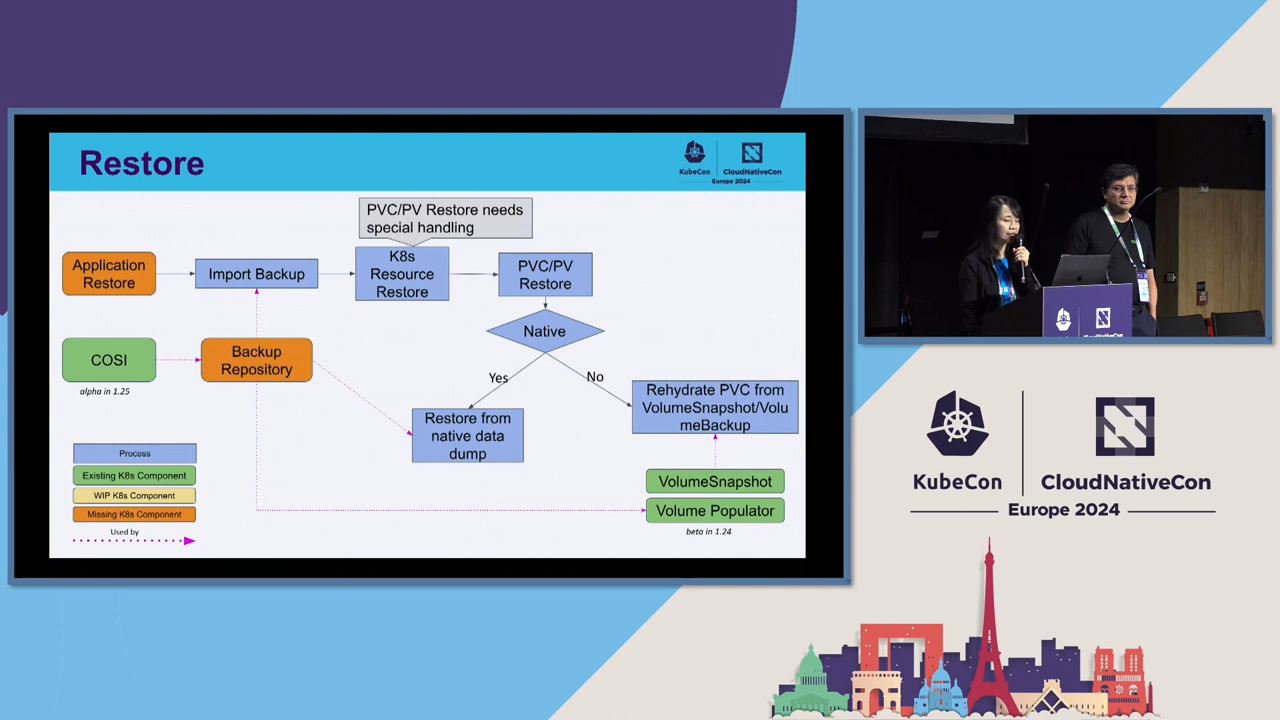 Restore
KubeCon
CloudNativeCon
Europe 2024
PVC/PV Restore needs
special handling
Application
Restore
Import Backup
K8s
Resource
Restore
PVC/PV
Restore
Native
COSI
alpha in 1.25
Backup
Repository
Yes
No
Restore from
native data
dump
Rehydrate PVC from
VolumeSnapshot/Volu
meBackup
VolumeSnapshot
Volume Populator
beta in 1.24
Process
Existing K8s Component
WIP K8s Component
Missing K8s Component
Used by
CloudNativeCon
KubeCon
CloudNativeCon
Europe 2024